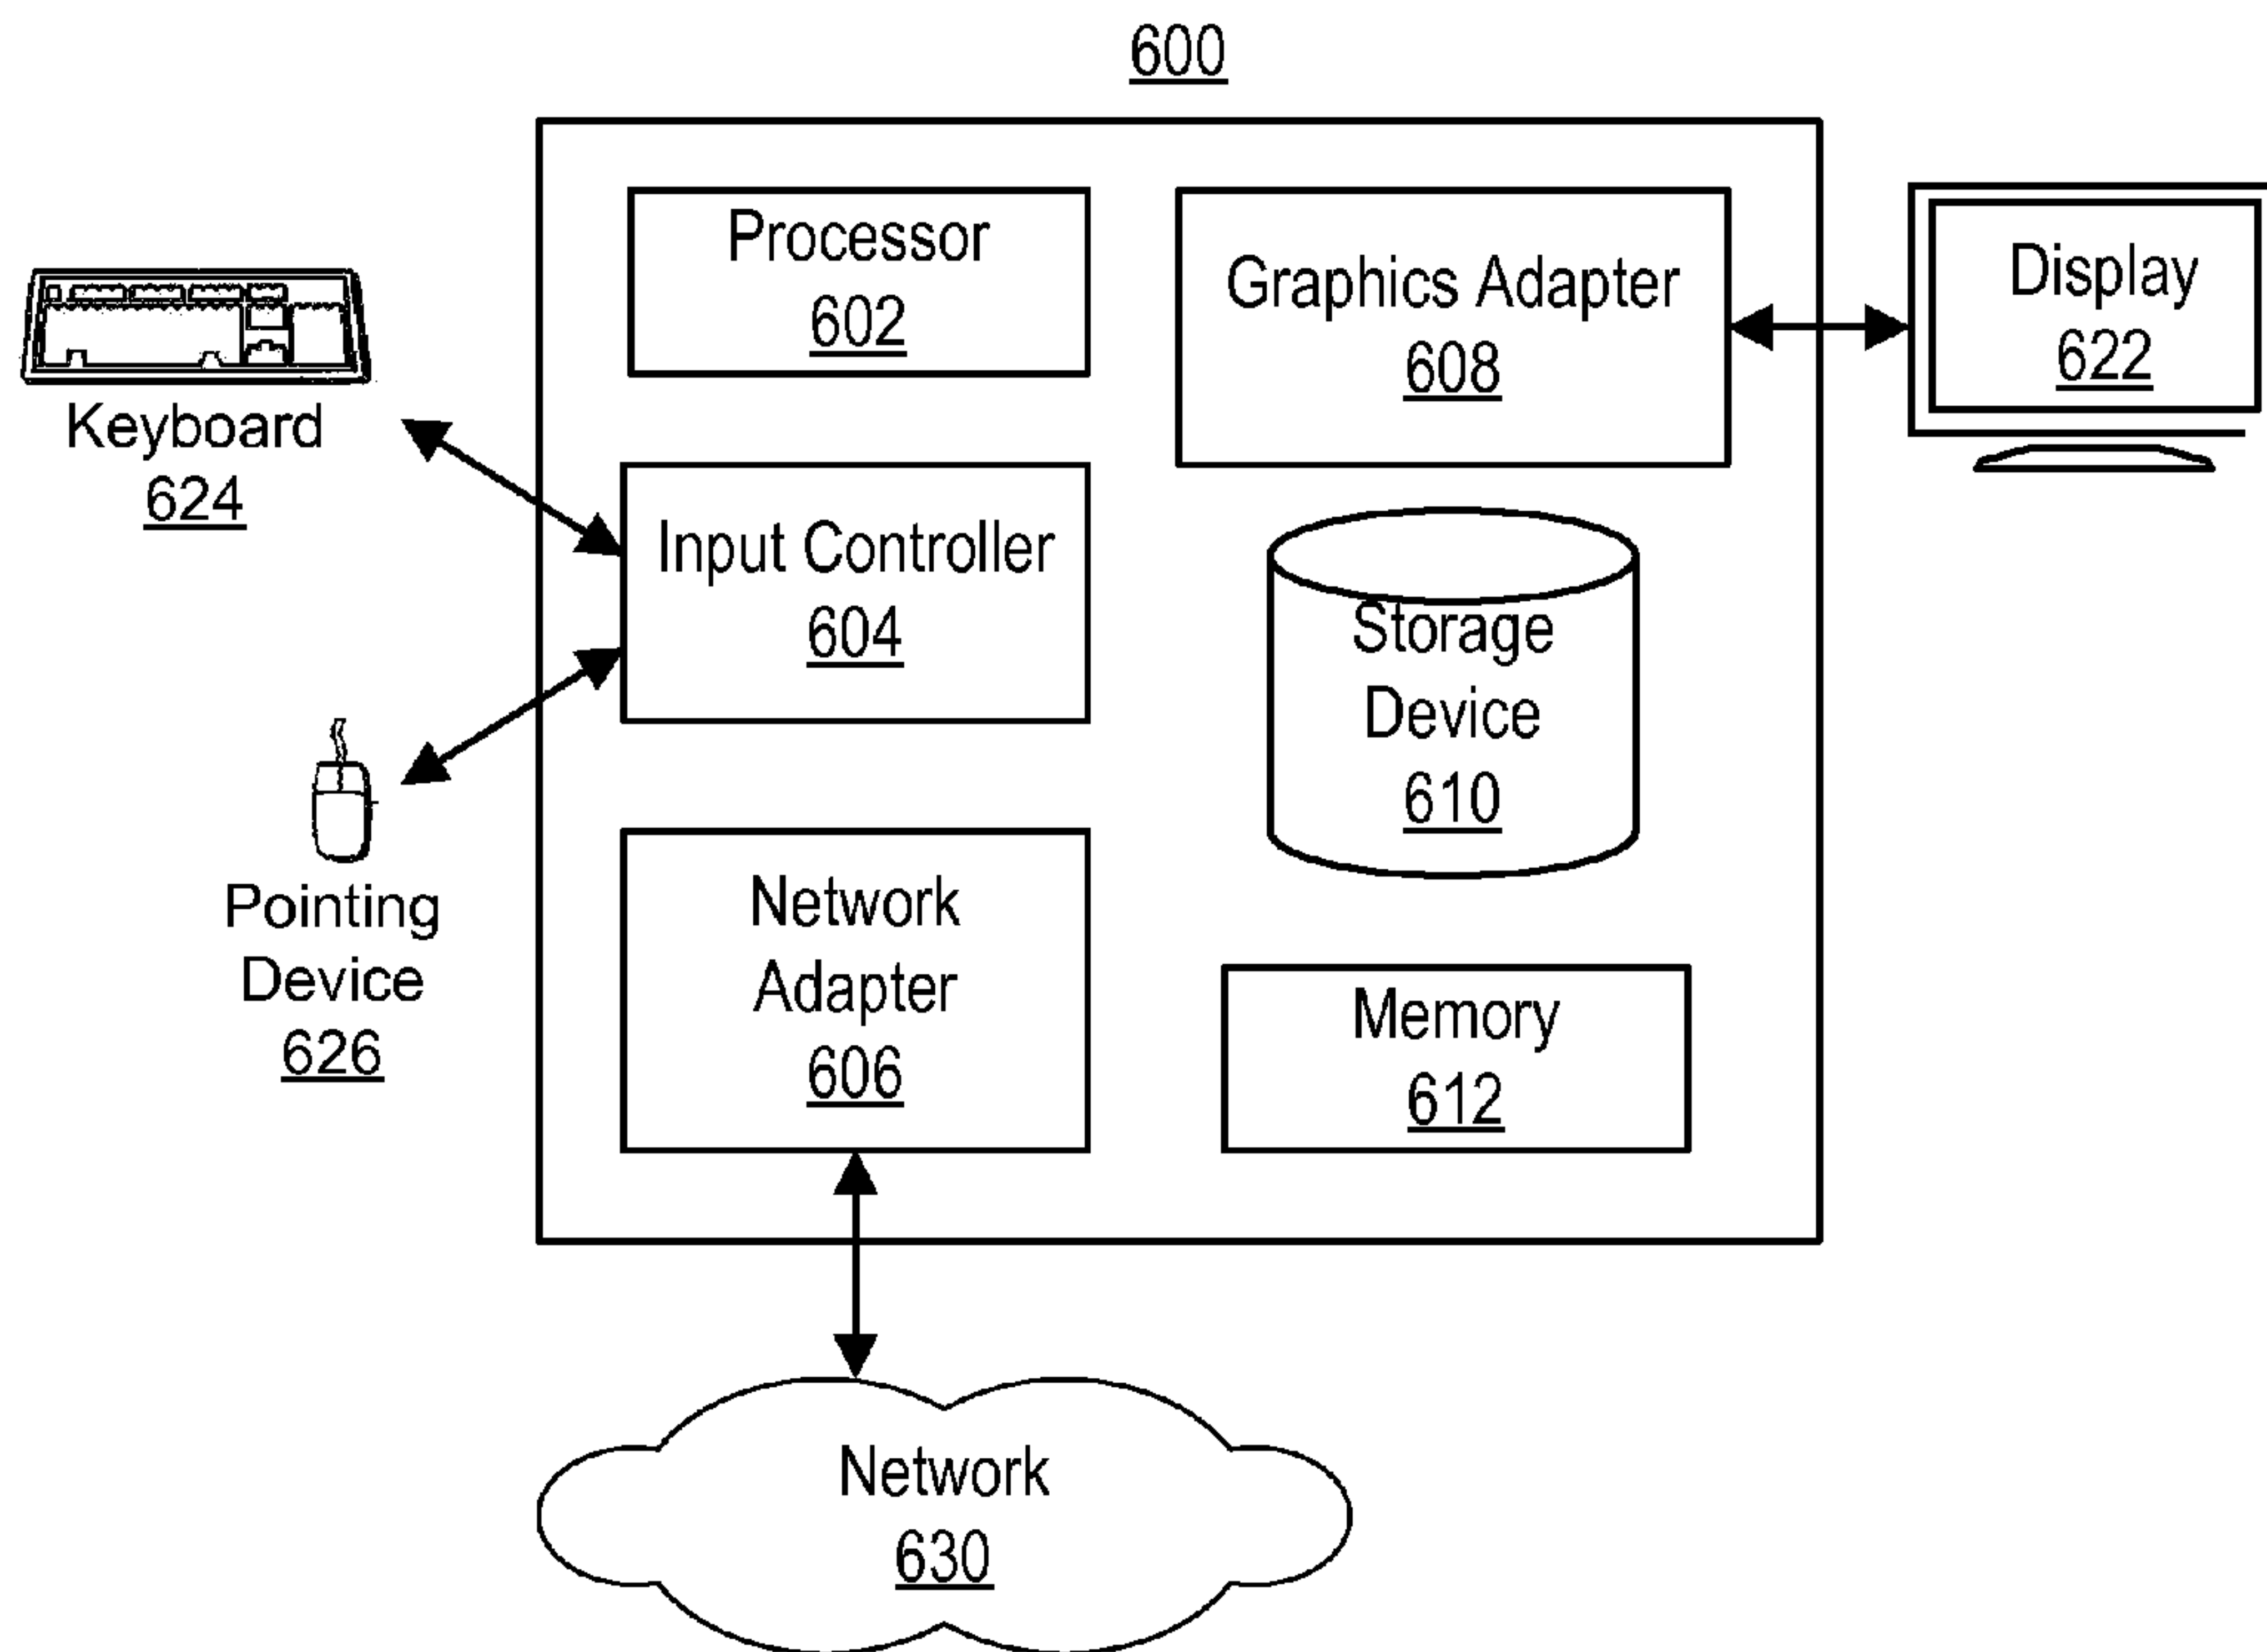 600
Processor
602
Graphics Adapter
608
Display
622
Keyboard
624
Input Controller
604
Storage
Device
610
Pointing
Device
626
Network
Adapter
606
Memory
612
Network
630